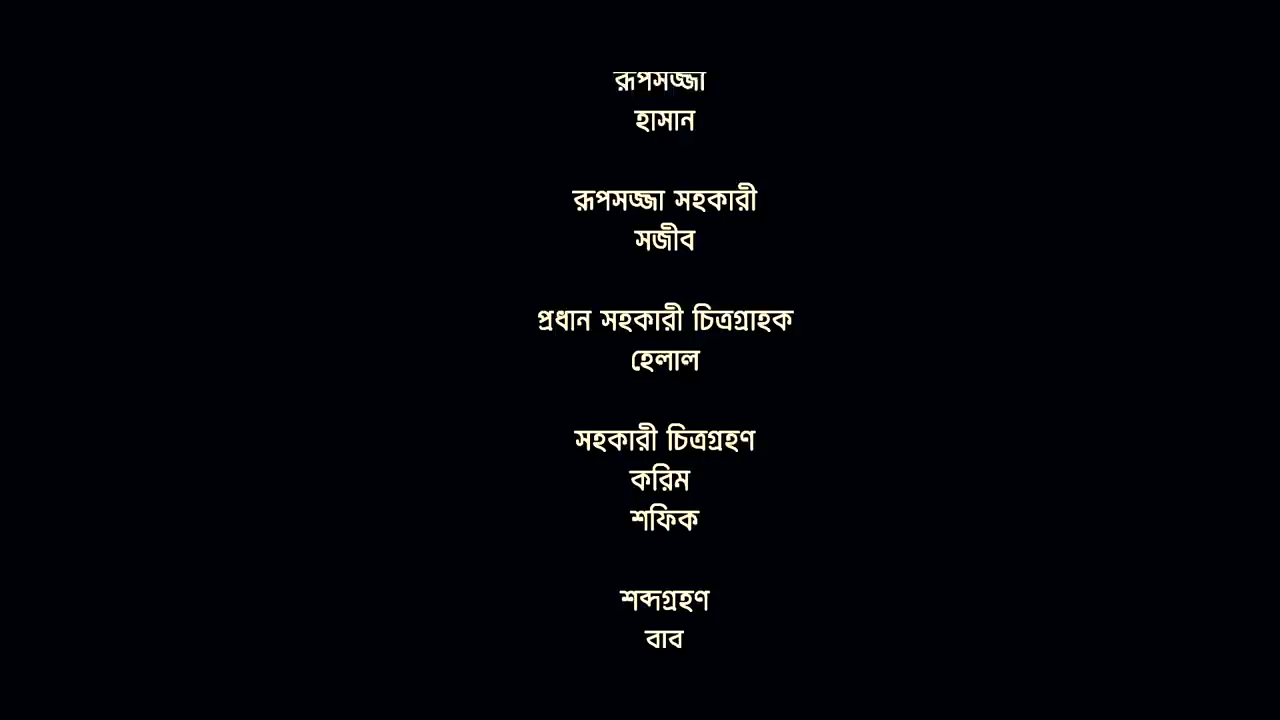 রূপসজ্জা
হাসান
রূপসজ্জা সহকারী
সজীব
প্রধান সহকারী চিত্রগ্রাহক
হেলাল
সহকারী চিত্রগ্রহণ
করিম
শফিক
শব্দগ্রহণ
বাব